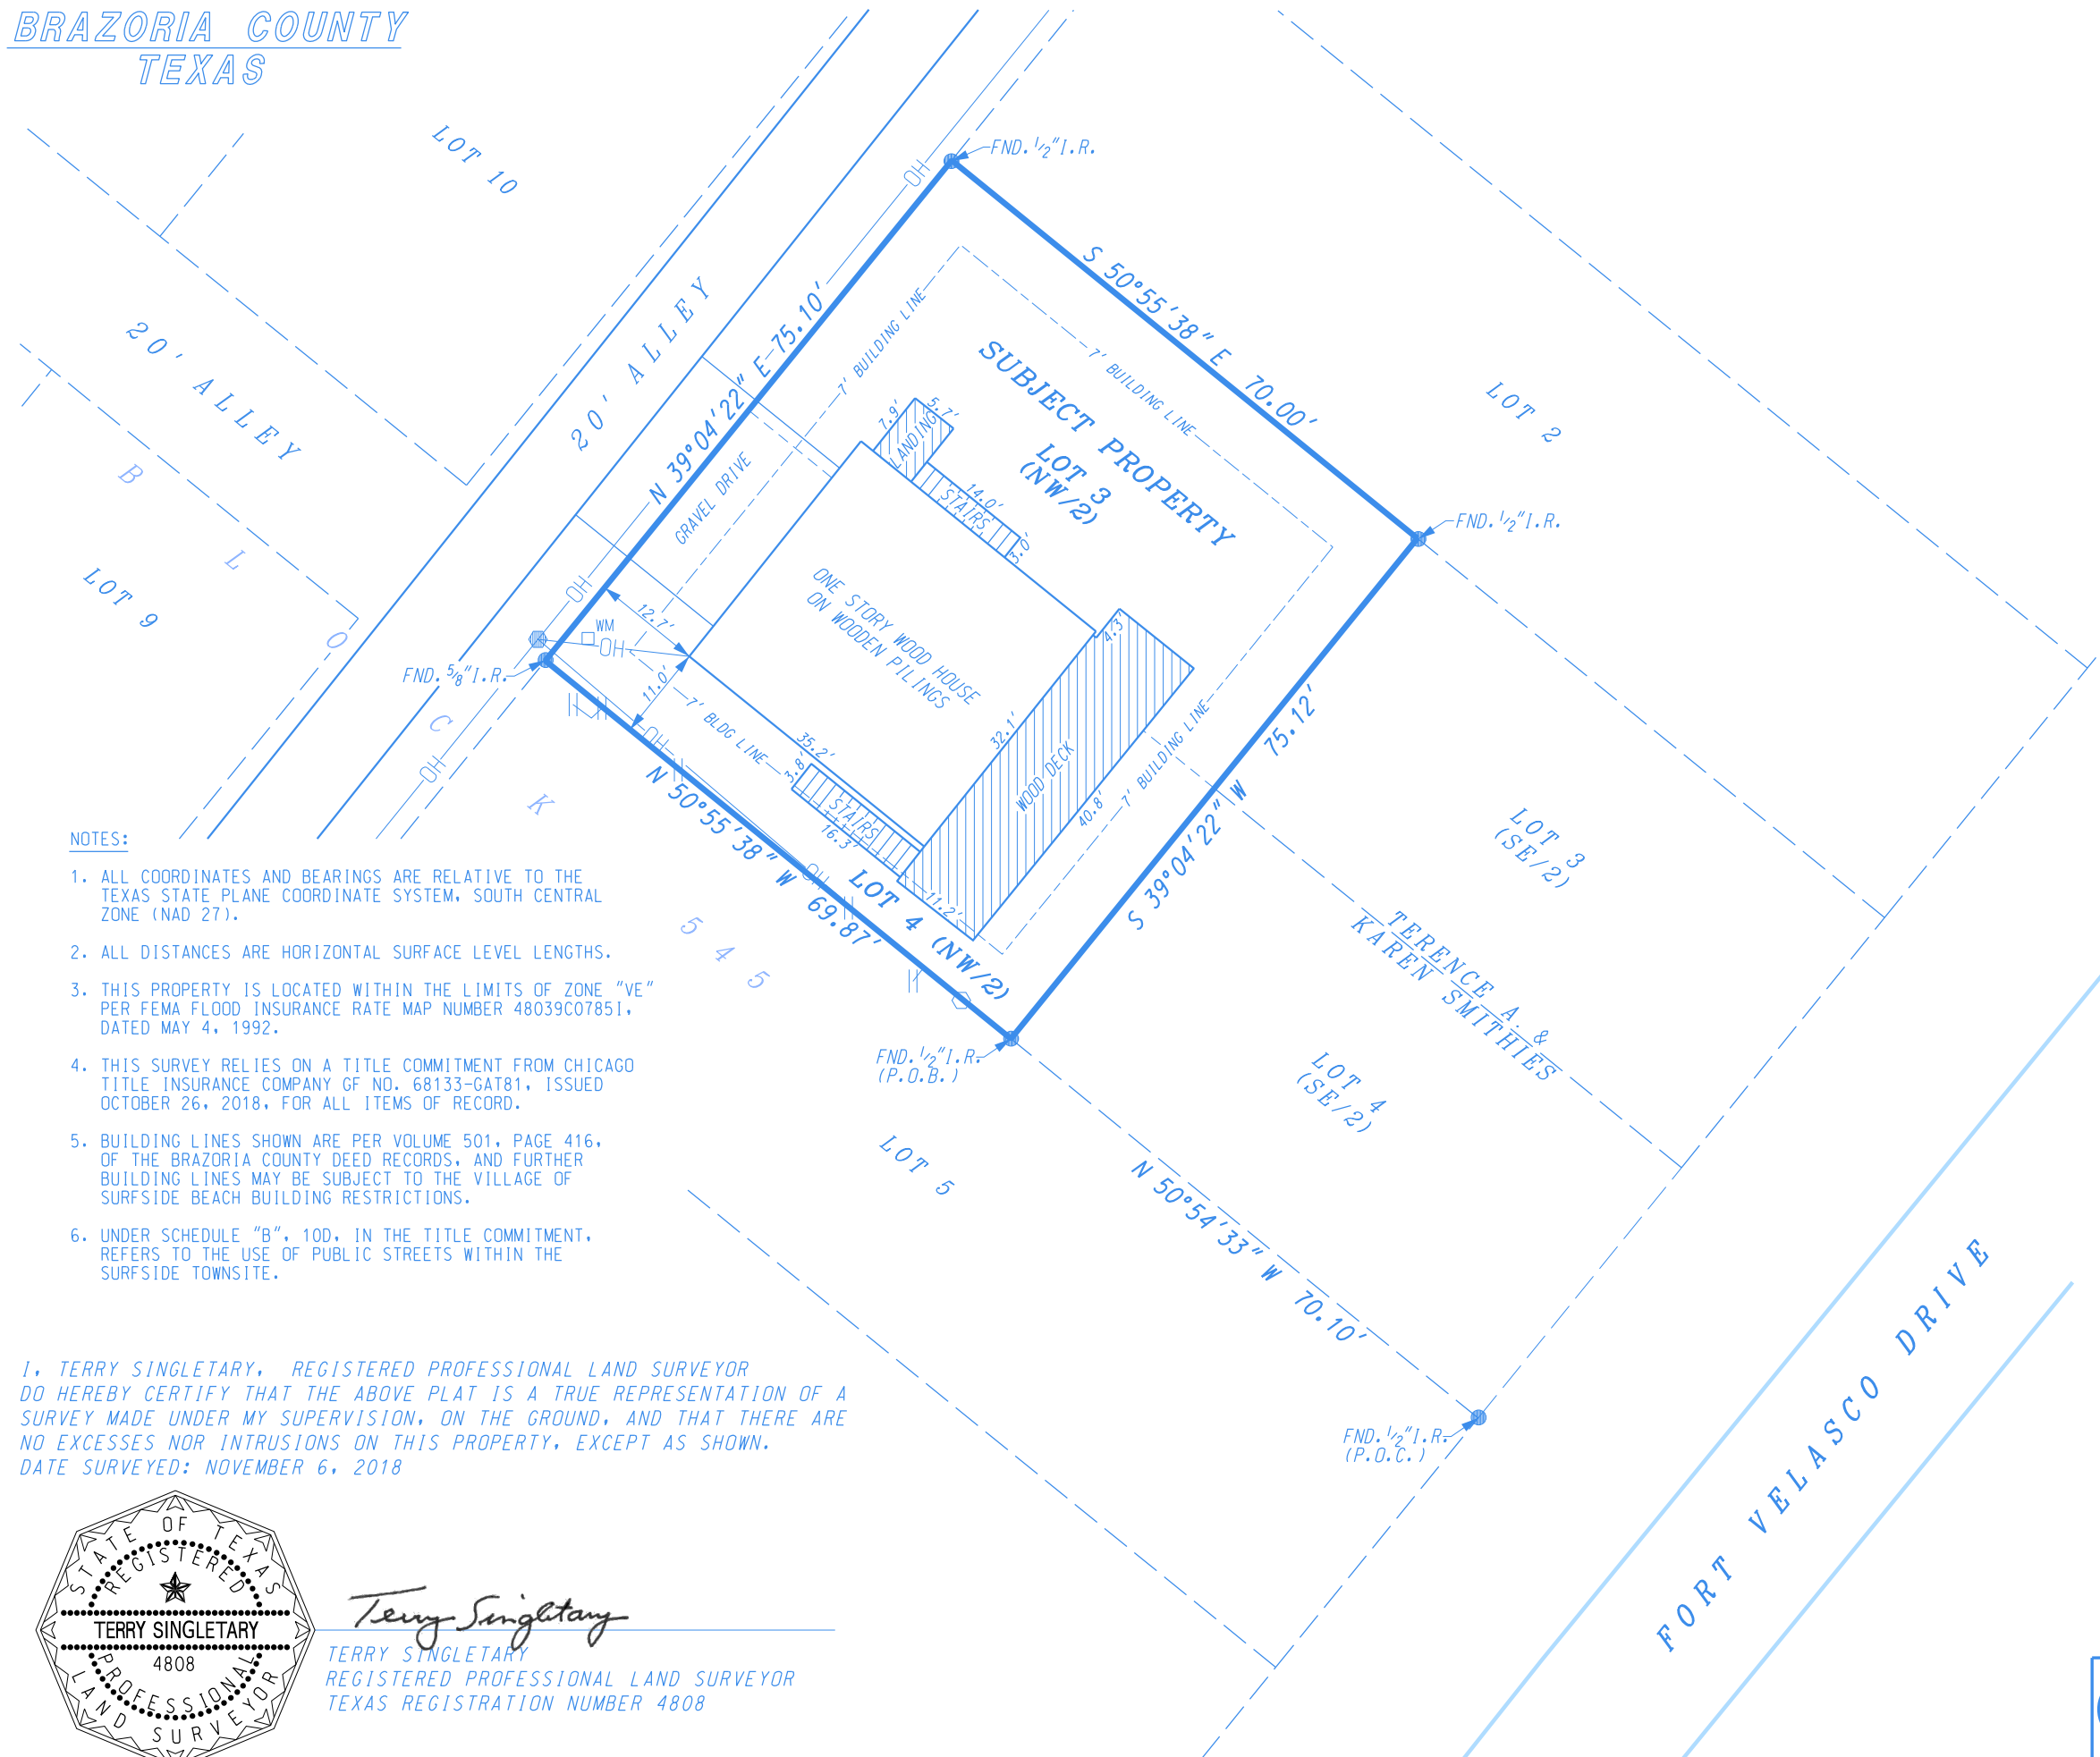 BRAZORIA COUNTY
TEXAS
LOT 10
20' ALLEY
20' ALLEY
LOT 9
B L O C K 5 4 5
OH
OH
OH
OH
OH
OH
FND. 1/2" I.R.
S 50°55'38" E 70.00'
N 39°04'22" E 75.10'
7' BUILDING LINE
7' BUILDING LINE
SUBJECT PROPERTY
LOT 3
(NW/2)
LOT 2
FND. 1/2" I.R.
7.9'
5.7'
LANDING
14.0'
STAIRS
3.0'
GRAVEL DRIVE
ONE STORY WOOD HOUSE
ON WOODEN PILINGS
12.7'
WM
11.0'
FND. 5/8" I.R.
7' BLDG LINE
35.2'
3.8'
STAIRS
16.3'
4.3'
32.1'
WOOD DECK
40.8'
11.2'
7' BUILDING LINE
S 39°04'22" W 75.12'
N 50°55'38" W 69.87'
LOT 4 (NW/2)
LOT 3
(SE/2)
TERENCE A. &
KAREN SMITHIES
LOT 4
(SE/2)
FND. 1/2" I.R.
(P.O.B.)
LOT 5
N 50°54'33" W 70.10'
FND. 1/2" I.R.
(P.O.C.)
FORT VELASCO DRIVE
NOTES:
1. ALL COORDINATES AND BEARINGS ARE RELATIVE TO THE
TEXAS STATE PLANE COORDINATE SYSTEM, SOUTH CENTRAL
ZONE (NAD 27).
2. ALL DISTANCES ARE HORIZONTAL SURFACE LEVEL LENGTHS.
3. THIS PROPERTY IS LOCATED WITHIN THE LIMITS OF ZONE "VE"
PER FEMA FLOOD INSURANCE RATE MAP NUMBER 48039C0785I,
DATED MAY 4, 1992.
4. THIS SURVEY RELIES ON A TITLE COMMITMENT FROM CHICAGO
TITLE INSURANCE COMPANY GF NO. 68133-GAT81, ISSUED
OCTOBER 26, 2018, FOR ALL ITEMS OF RECORD.
5. BUILDING LINES SHOWN ARE PER VOLUME 501, PAGE 416,
OF THE BRAZORIA COUNTY DEED RECORDS, AND FURTHER
BUILDING LINES MAY BE SUBJECT TO THE VILLAGE OF
SURFSIDE BEACH BUILDING RESTRICTIONS.
6. UNDER SCHEDULE "B", 10D, IN THE TITLE COMMITMENT,
REFERS TO THE USE OF PUBLIC STREETS WITHIN THE
SURFSIDE TOWNSITE.
I, TERRY SINGLETARY, REGISTERED PROFESSIONAL LAND SURVEYOR
DO HEREBY CERTIFY THAT THE ABOVE PLAT IS A TRUE REPRESENTATION OF A
SURVEY MADE UNDER MY SUPERVISION, ON THE GROUND, AND THAT THERE ARE
NO EXCESSES NOR INTRUSIONS ON THIS PROPERTY, EXCEPT AS SHOWN.
DATE SURVEYED: NOVEMBER 6, 2018
STATE OF TEXAS
REGISTERED
TERRY SINGLETARY
4808
PROFESSIONAL
LAND SURVEYOR
Terry Singletary
TERRY SINGLETARY
REGISTERED PROFESSIONAL LAND SURVEYOR
TEXAS REGISTRATION NUMBER 4808